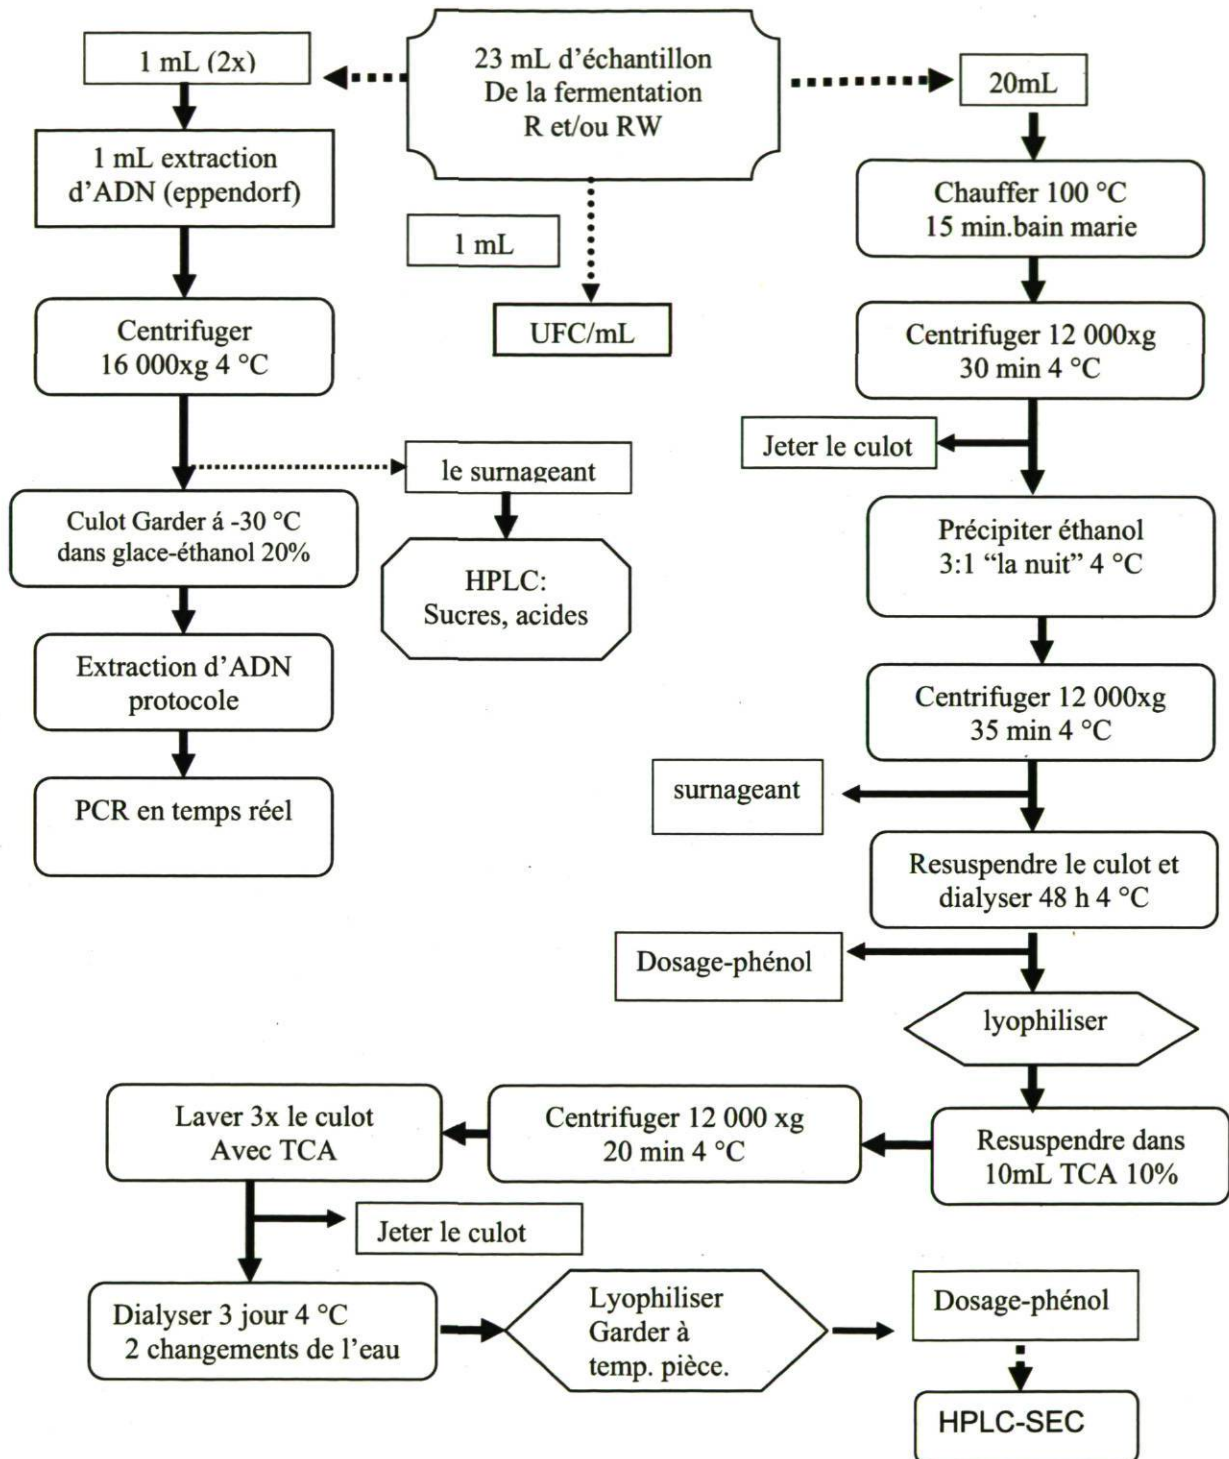 1 mL (2x)
23 mL d'échantillon
De la fermentation
R et/ou RW
20mL
1 mL extraction
d'ADN (eppendorf)
1 mL
UFC/mL
Chauffer 100 °C
15 min.bain marie
Centrifuger
16 000xg 4 °C
Centrifuger 12 000xg
30 min 4 °C
Jeter le culot
le surnageant
Culot Garder á -30 °C
dans glace-éthanol 20%
HPLC:
Sucres, acides
Précipiter éthanol
3:1 “la nuit” 4 °C
Extraction d'ADN
protocole
Centrifuger 12 000xg
35 min 4 °C
PCR en temps réel
surnageant
Resuspendre le culot et
dialyser 48 h 4 °C
Dosage-phénol
lyophiliser
Resuspendre dans
10mL TCA 10%
Centrifuger 12 000 xg
20 min 4 °C
Laver 3x le culot
Avec TCA
Jeter le culot
Dialyser 3 jour 4 °C
2 changements de l'eau
Lyophiliser
Garder à
temp. pièce.
Dosage-phénol
HPLC-SEC